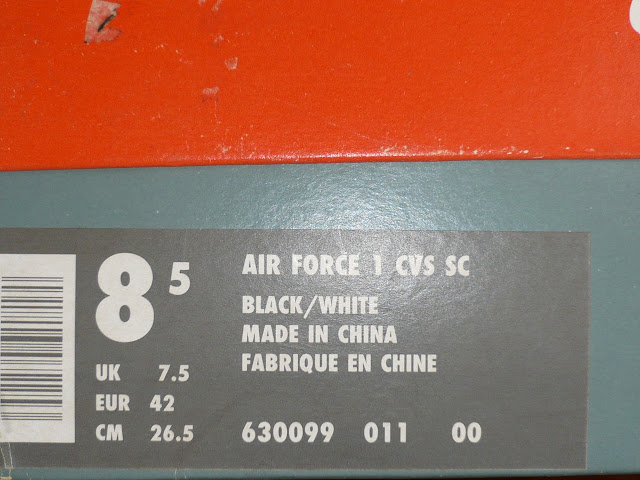 8 5
AIR FORCE 1 CVS SC
BLACK/WHITE
MADE IN CHINA
FABRIQUE EN CHINE
UK 7.5
EUR 42
CM 26.5
630099 011 00